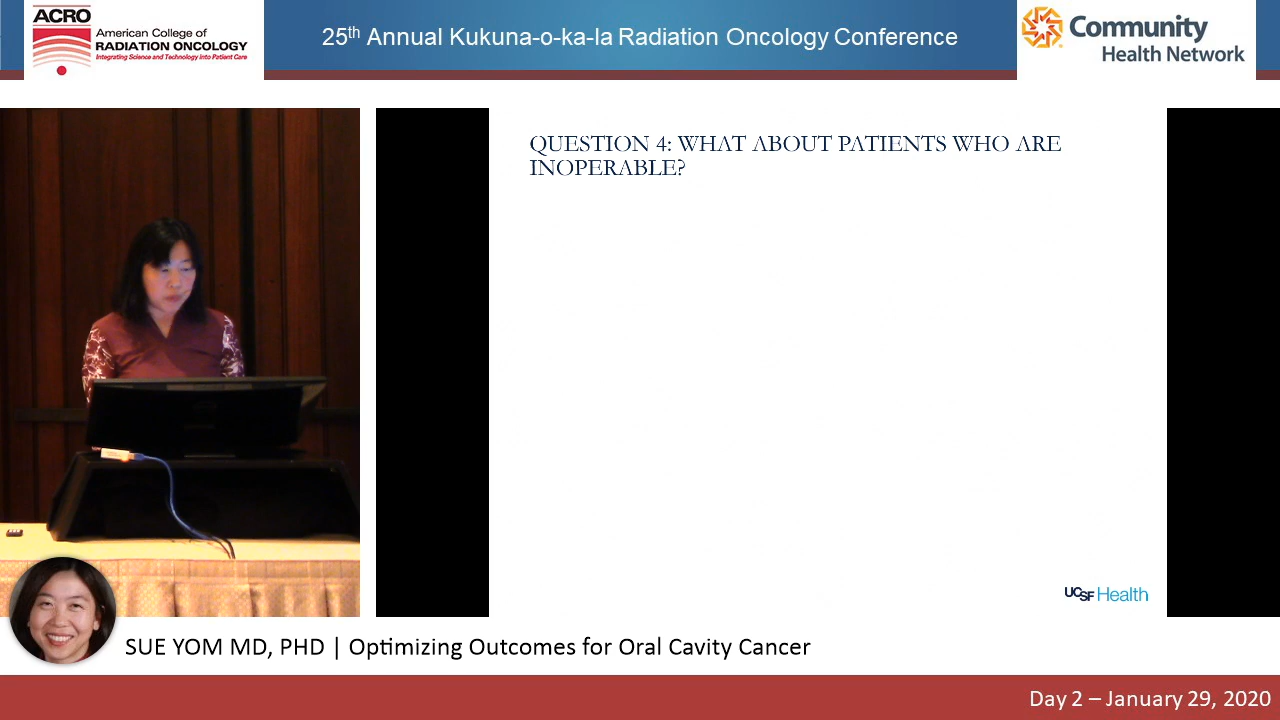 ACRO
American College of
RADIATION ONCOLOGY
Integrating Science and Technology into Patient Care
25th Annual Kukuna-o-ka-la Radiation Oncology Conference
Community
Health Network
QUESTION 4: WHAT ABOUT PATIENTS WHO ARE
INOPERABLE?
UCSF Health
SUE YOM MD, PHD | Optimizing Outcomes for Oral Cavity Cancer
Day 2 – January 29, 2020